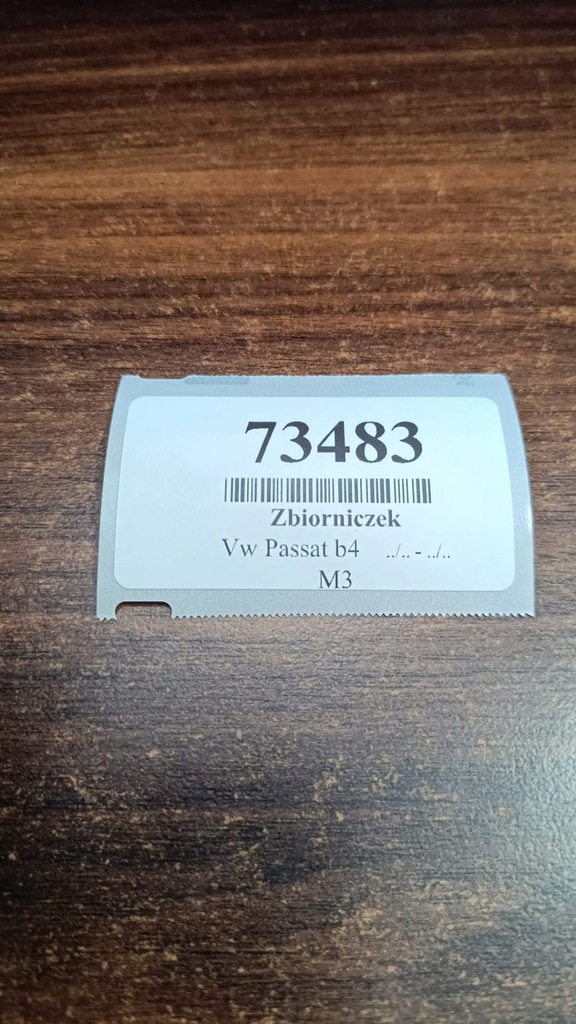 73483
Zbiorniczek
Vw Passat b4 ../.. - ../..
M3